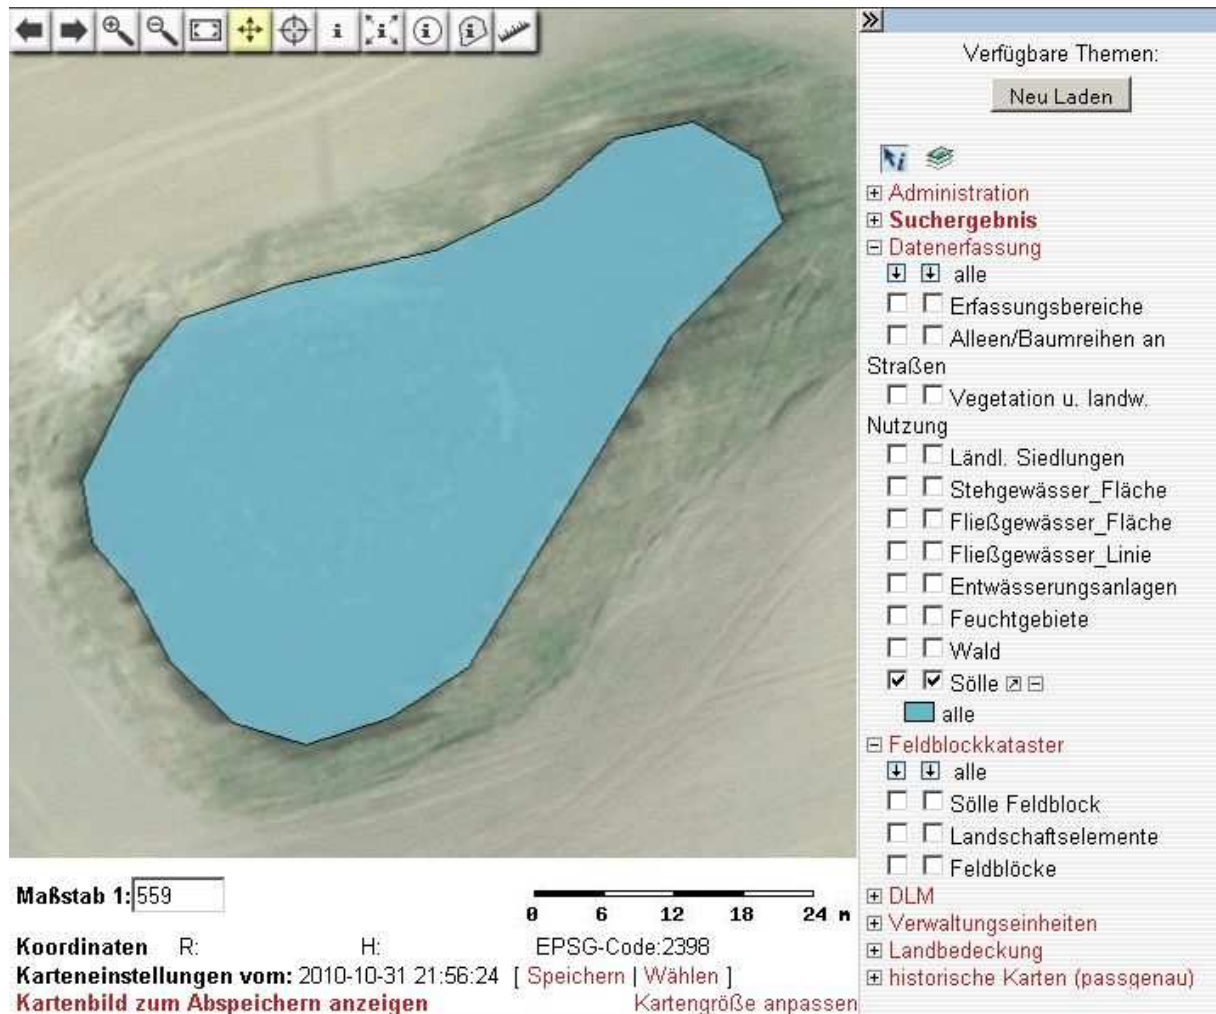 Verfügbare Themen:
Neu Laden
Administration
Suchergebnis
Datenerfassung
alle
Erfassungsbereiche
Alleen/Baumreihen an
Straßen
Vegetation u. landw.
Nutzung
Ländl. Siedlungen
Stehgewässer_Fläche
Fließgewässer_Fläche
Fließgewässer_Linie
Entwässerungsanlagen
Feuchtgebiete
Wald
Sölle
alle
Feldblockkataster
alle
Sölle Feldblock
Landschaftselemente
Feldblöcke
DLM
Verwaltungseinheiten
Landbedeckung
historische Karten (passgenau)
Maßstab 1: 559
0 6 12 18 24 m
Koordinaten R: H: EPSG-Code:2398
Karteneinstellungen vom: 2010-10-31 21:56:24 [ Speichern | Wählen ]
Kartenbild zum Abspeichern anzeigen Kartengröße anpassen